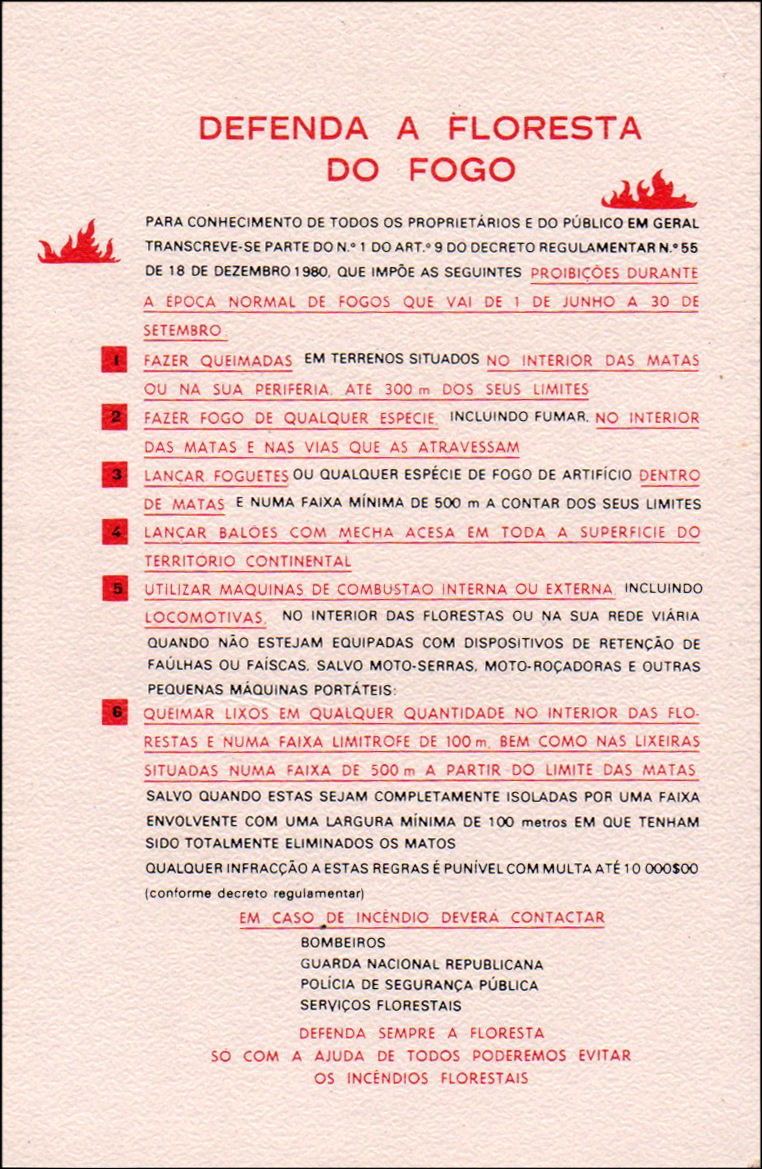 DEFENDA A FLORESTA
DO FOGO
PARA CONHECIMENTO DE TODOS OS PROPRIETÁRIOS E DO PÚBLICO EM GERAL
TRANSCREVE-SE PARTE DO N.º 1 DO ART.º 9 DO DECRETO REGULAMENTAR N.º 55
DE 18 DE DEZEMBRO 1980, QUE IMPÕE AS SEGUINTES PROIBIÇÕES DURANTE
A EPOCA NORMAL DE FOGOS QUE VAI DE 1 DE JUNHO A 30 DE
SETEMBRO.
1 FAZER QUEIMADAS EM TERRENOS SITUADOS NO INTERIOR DAS MATAS
OU NA SUA PERIFERIA, ATE 300 m DOS SEUS LIMITES
2 FAZER FOGO DE QUALQUER ESPECIE, INCLUINDO FUMAR, NO INTERIOR
DAS MATAS E NAS VIAS QUE AS ATRAVESSAM
3 LANÇAR FOGUETES OU QUALQUER ESPÉCIE DE FOGO DE ARTIFÍCIO DENTRO
DE MATAS E NUMA FAIXA MÍNIMA DE 500 m A CONTAR DOS SEUS LIMITES
4 LANÇAR BALÕES COM MECHA ACESA EM TODA A SUPERFICIE DO
TERRITÓRIO CONTINENTAL
5 UTILIZAR MAQUINAS DE COMBUSTAO INTERNA OU EXTERNA, INCLUINDO
LOCOMOTIVAS, NO INTERIOR DAS FLORESTAS OU NA SUA REDE VIÁRIA
QUANDO NÃO ESTEJAM EQUIPADAS COM DISPOSITIVOS DE RETENÇÃO DE
FAÚLHAS OU FAÍSCAS, SALVO MOTO-SERRAS, MOTO-ROÇADORAS E OUTRAS
PEQUENAS MÁQUINAS PORTÁTEIS:
6 QUEIMAR LIXOS EM QUALQUER QUANTIDADE NO INTERIOR DAS FLO-
RESTAS E NUMA FAIXA LIMITROFE DE 100 m, BEM COMO NAS LIXEIRAS
SITUADAS NUMA FAIXA DE 500 m A PARTIR DO LIMITE DAS MATAS
SALVO QUANDO ESTAS SEJAM COMPLETAMENTE ISOLADAS POR UMA FAIXA
ENVOLVENTE COM UMA LARGURA MÍNIMA DE 100 metros EM QUE TENHAM
SIDO TOTALMENTE ELIMINADOS OS MATOS
QUALQUER INFRACÇÃO A ESTAS REGRAS É PUNÍVEL COM MULTA ATÉ 10 000$00
(conforme decreto regulamentar)
EM CASO DE INCÊNDIO DEVERÁ CONTACTAR
BOMBEIROS
GUARDA NACIONAL REPUBLICANA
POLÍCIA DE SEGURANÇA PÚBLICA
SERVIÇOS FLORESTAIS
DEFENDA SEMPRE A FLORESTA
SÓ COM A AJUDA DE TODOS PODEREMOS EVITAR
OS INCÊNDIOS FLORESTAIS